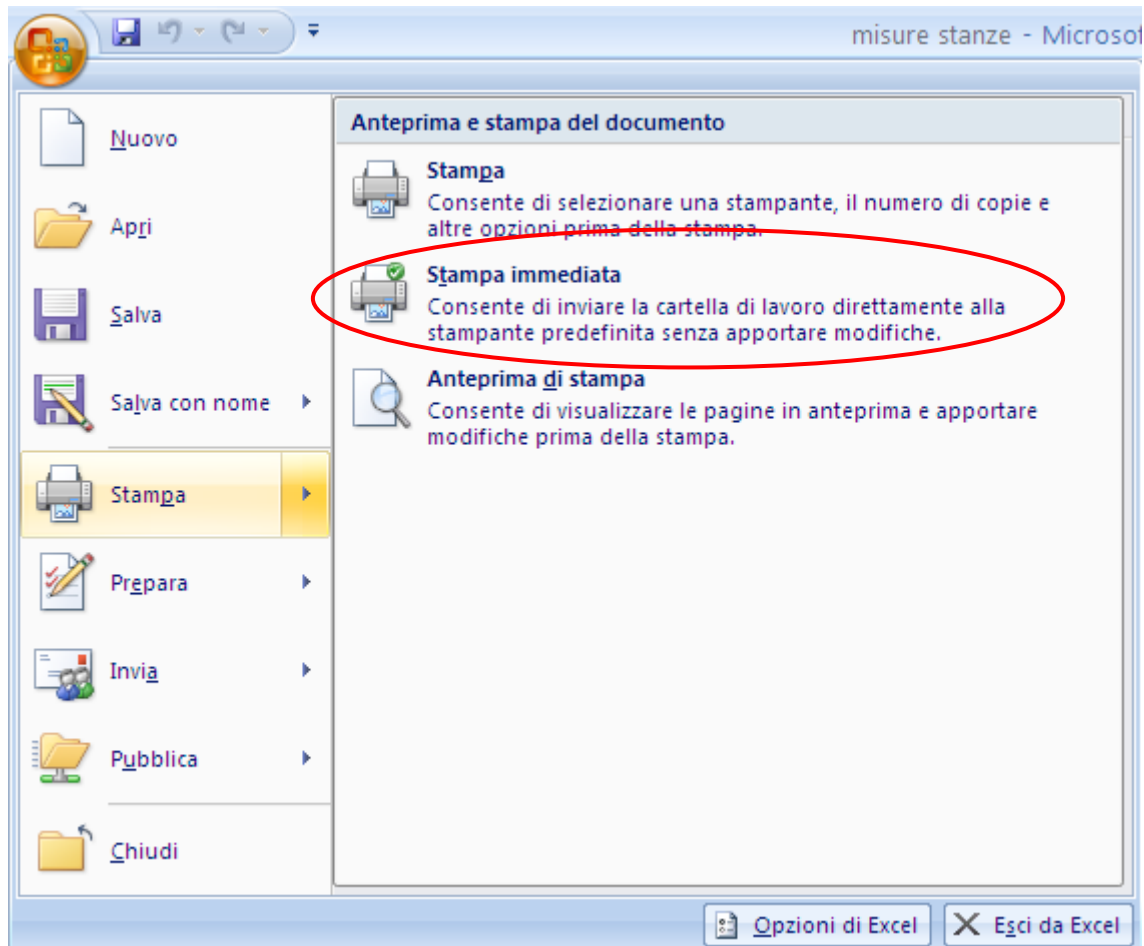 misure stanze - Microsof
Nuovo
Apri
Salva
Salva con nome
Stampa
Prepara
Invia
Pubblica
Chiudi
Anteprima e stampa del documento
Stampa
Consente di selezionare una stampante, il numero di copie e
altre opzioni prima della stampa.
Stampa immediata
Consente di inviare la cartella di lavoro direttamente alla
stampante predefinita senza apportare modifiche.
Anteprima di stampa
Consente di visualizzare le pagine in anteprima e apportare
modifiche prima della stampa.
Opzioni di Excel
Esci da Excel